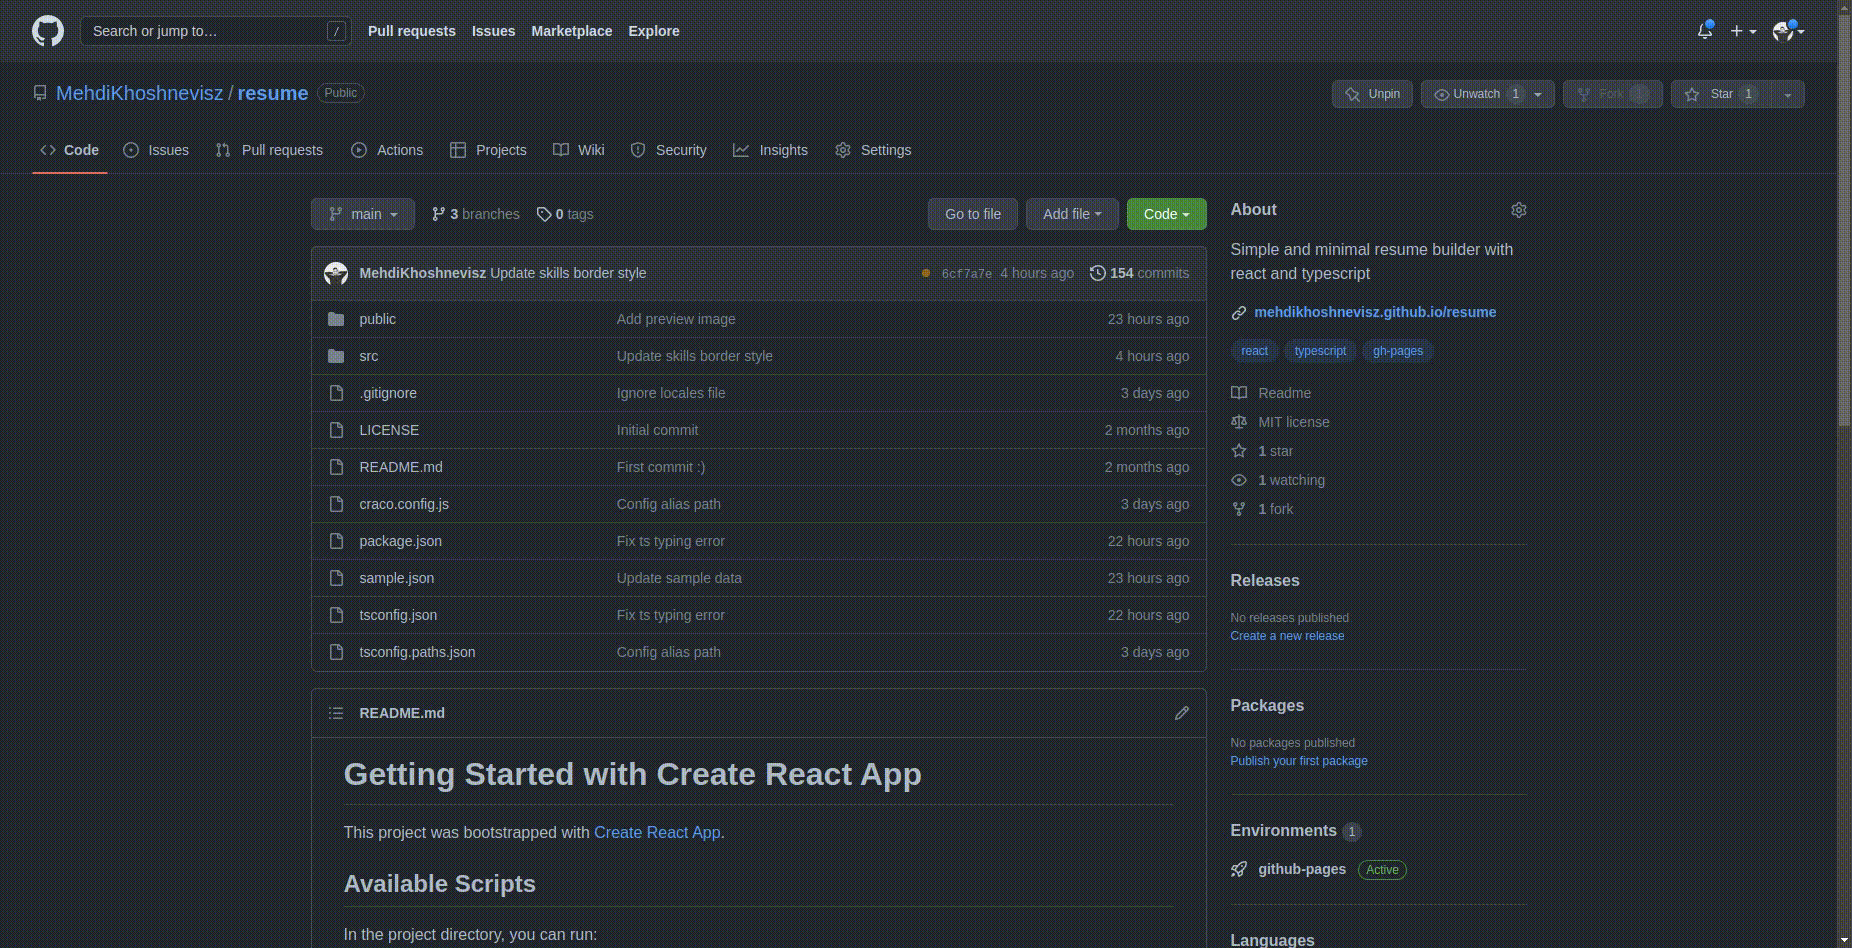 Search or jump to… /
Pull requests Issues Marketplace Explore
MehdiKhoshnevisz / resume Public
Unpin Unwatch 1 Fork 1 Star 1
Code Issues Pull requests Actions Projects Wiki Security Insights Settings
main 3 branches 0 tags Go to file Add file Code
MehdiKhoshnevisz Update skills border style 6cf7a7e 4 hours ago 154 commits
public Add preview image 23 hours ago
src Update skills border style 4 hours ago
.gitignore Ignore locales file 3 days ago
LICENSE Initial commit 2 months ago
README.md First commit :) 2 months ago
craco.config.js Config alias path 3 days ago
package.json Fix ts typing error 22 hours ago
sample.json Update sample data 23 hours ago
tsconfig.json Fix ts typing error 22 hours ago
tsconfig.paths.json Config alias path 3 days ago
README.md
Getting Started with Create React App
This project was bootstrapped with Create React App.
Available Scripts
In the project directory, you can run:
About
Simple and minimal resume builder with
react and typescript
mehdikhoshnevisz.github.io/resume
react typescript gh-pages
Readme
MIT license
1 star
1 watching
1 fork
Releases
No releases published
Create a new release
Packages
No packages published
Publish your first package
Environments 1
github-pages Active
Languages